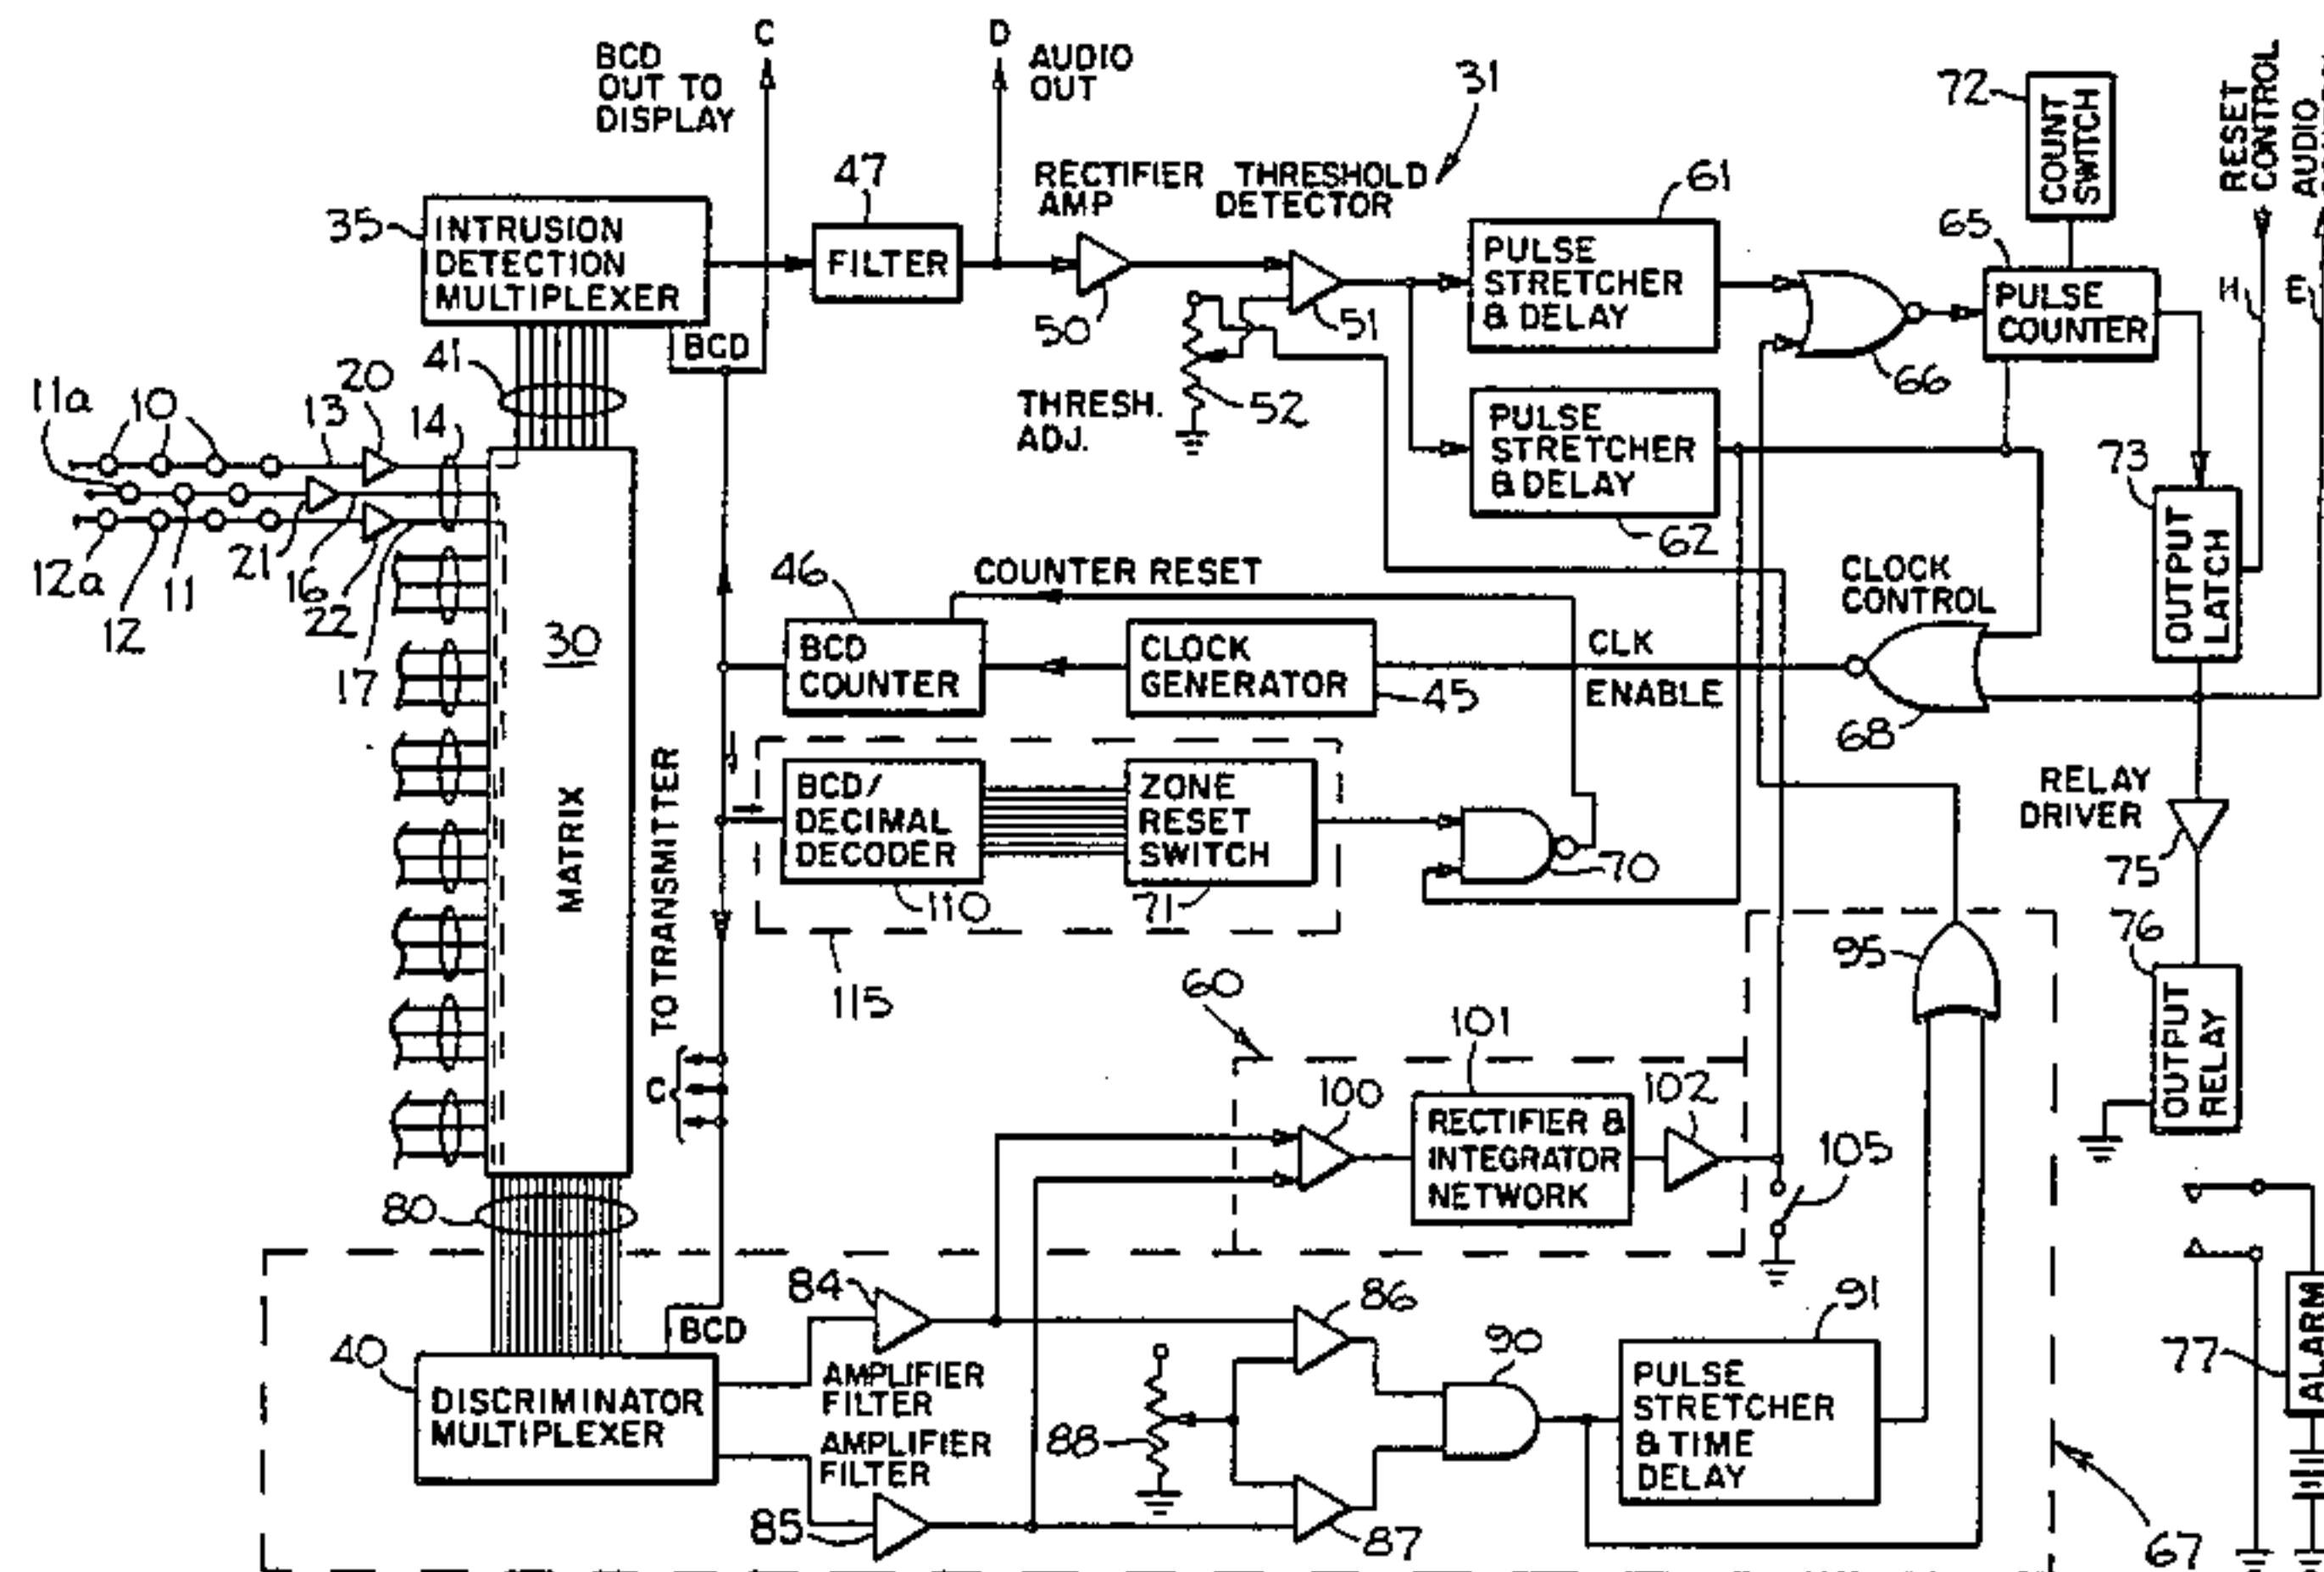 C
BCD
OUT TO
DISPLAY
D
AUDIO
OUT
31
72
COUNT
SWITCH
RESET
CONTROL
AUDIO
47
RECTIFIER
AMP
THRESHOLD
DETECTOR
61
65
35
INTRUSION
DETECTION
MULTIPLEXER
FILTER
PULSE
STRETCHER
& DELAY
PULSE
COUNTER
H
E
50
51
BCD
66
41
20
11a
10
13
14
THRESH.
ADJ.
52
PULSE
STRETCHER
& DELAY
73
12a
12
11
21
16
22
17
62
46
COUNTER RESET
CLOCK
CONTROL
OUTPUT
LATCH
30
BCD
COUNTER
CLOCK
GENERATOR
CLK
ENABLE
45
68
MATRIX
TO TRANSMITTER
BCD/
DECIMAL
DECODER
ZONE
RESET
SWITCH
RELAY
DRIVER
110
71
70
75
115
60
95
76
101
C
100
RECTIFIER &
INTEGRATOR
NETWORK
102
105
OUTPUT
RELAY
80
84
86
91
BCD
90
77
ALARM
40
DISCRIMINATOR
MULTIPLEXER
AMPLIFIER
FILTER
AMPLIFIER
FILTER
88
PULSE
STRETCHER
& TIME
DELAY
85
87
67